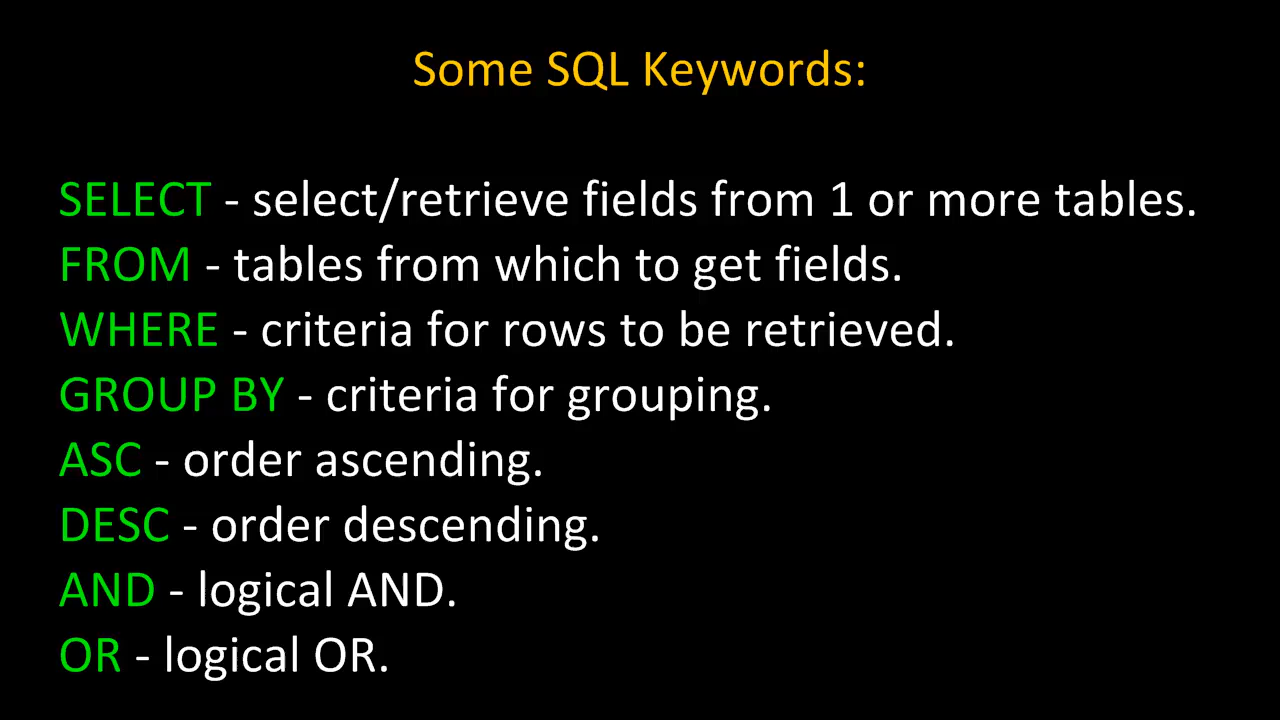 Some SQL Keywords:
SELECT - select/retrieve fields from 1 or more tables.
FROM - tables from which to get fields.
WHERE - criteria for rows to be retrieved.
GROUP BY - criteria for grouping.
ASC - order ascending.
DESC - order descending.
AND - logical AND.
OR - logical OR.